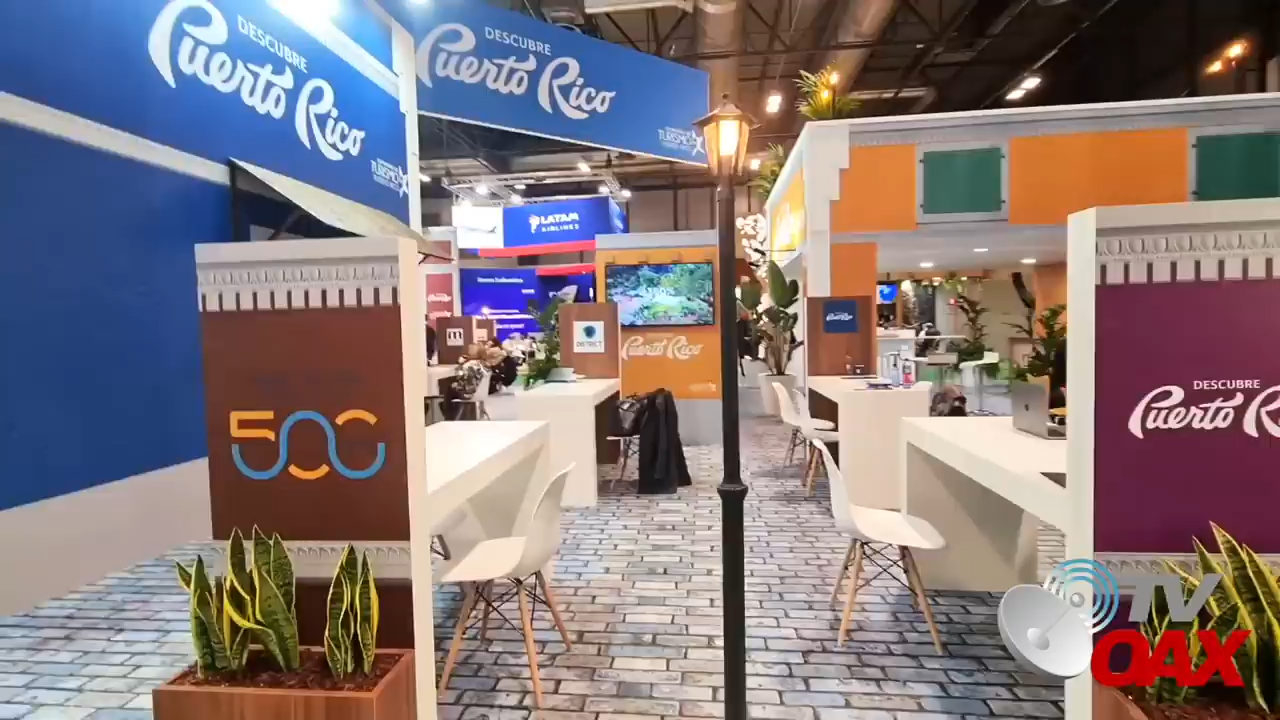 DESCUBRE
Puerto Rico
TURISMO
DESCUBRE
Puerto Rico
TURISMO
LATAM
AIRLINES
DISTRICT
Puerto Rico
Puerto Rico
500
DESCUBRE
Puerto
TV
OAX